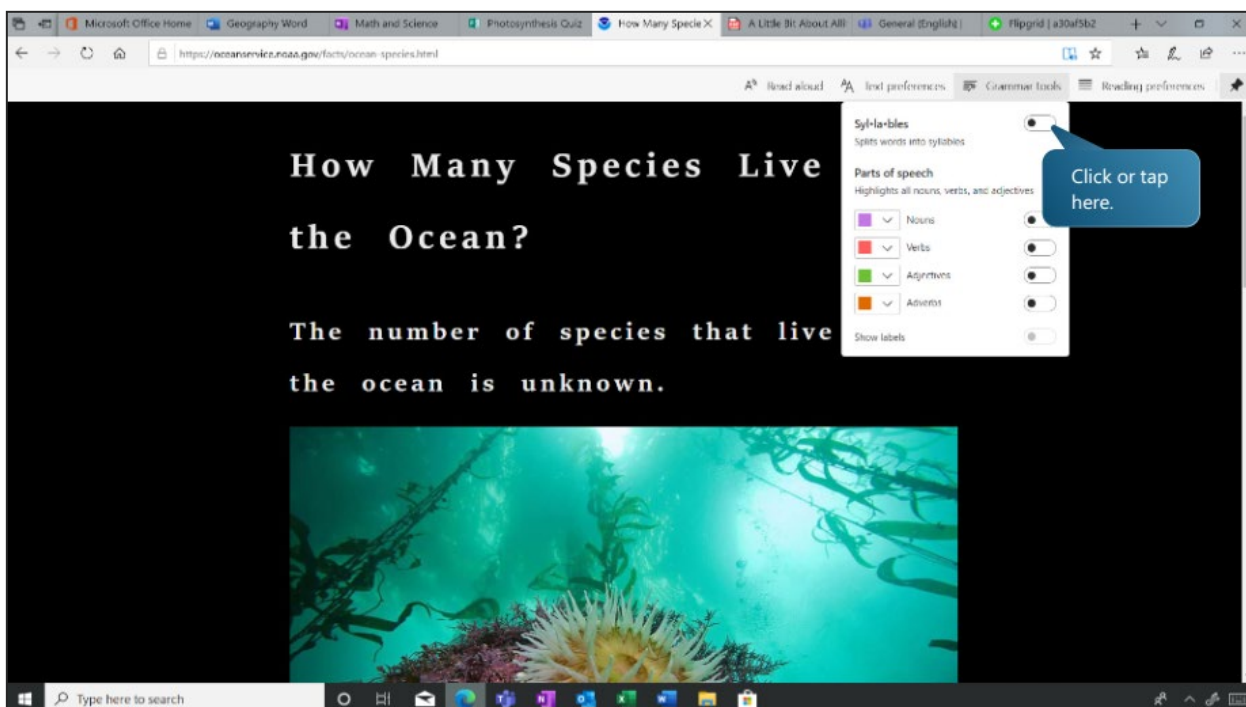 Microsoft Office Home
Geography Word
Math and Science
Photosynthesis Quiz
How Many Specie
A Little Bit About Alli
General (English)
Flipgrid | a30af5b2
https://oceanservice.noaa.gov/facts/ocean-species.html
Read aloud
Text preferences
Grammar tools
Reading preferences
How Many Species Live
the Ocean?
The number of species that live
the ocean is unknown.
Syl·la·bles
Splits words into syllables
Parts of speech
Highlights all nouns, verbs, and adjectives
Nouns
Verbs
Adjectives
Adverbs
Show labels
Click or tap
here.
Type here to search